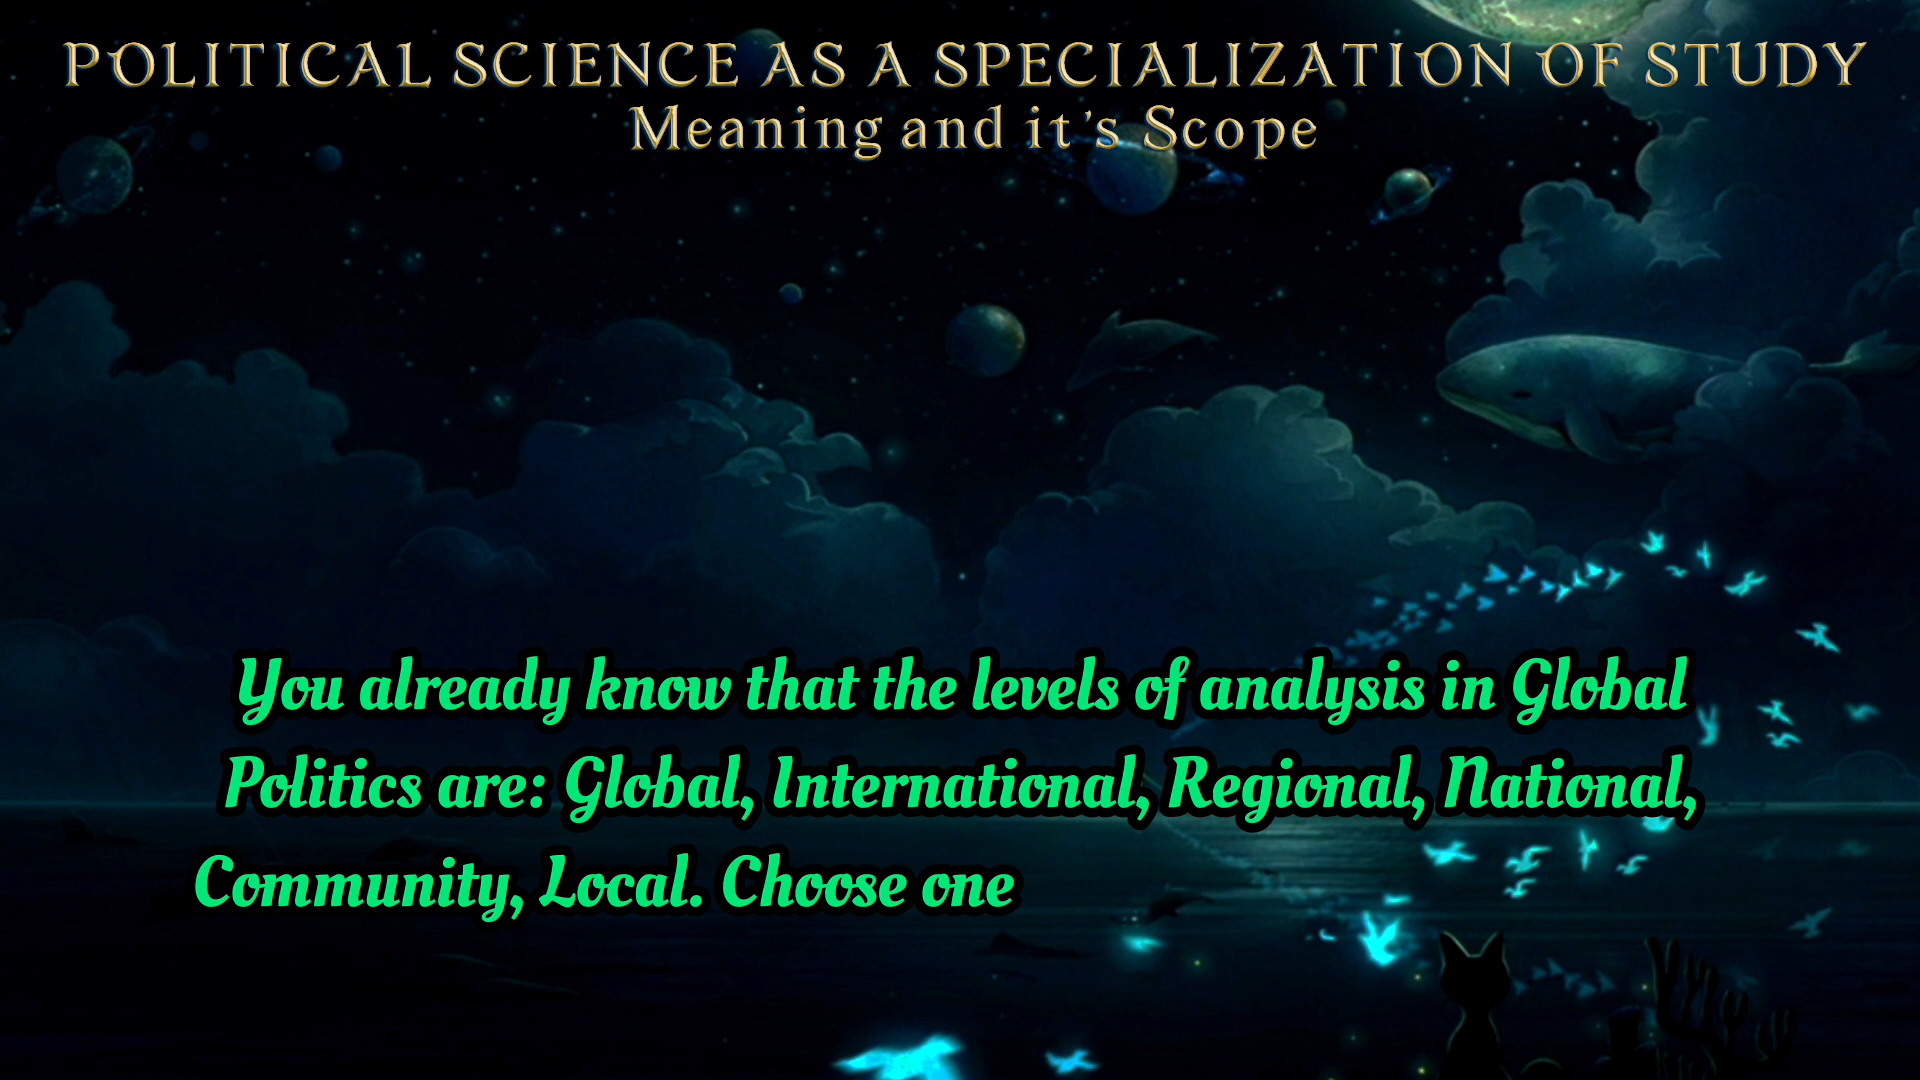 POLITICAL SCIENCE AS A SPECIALIZATION OF STUDY
Meaning and it's Scope
You already know that the levels of analysis in Global
Politics are: Global, International, Regional, National,
Community, Local. Choose one